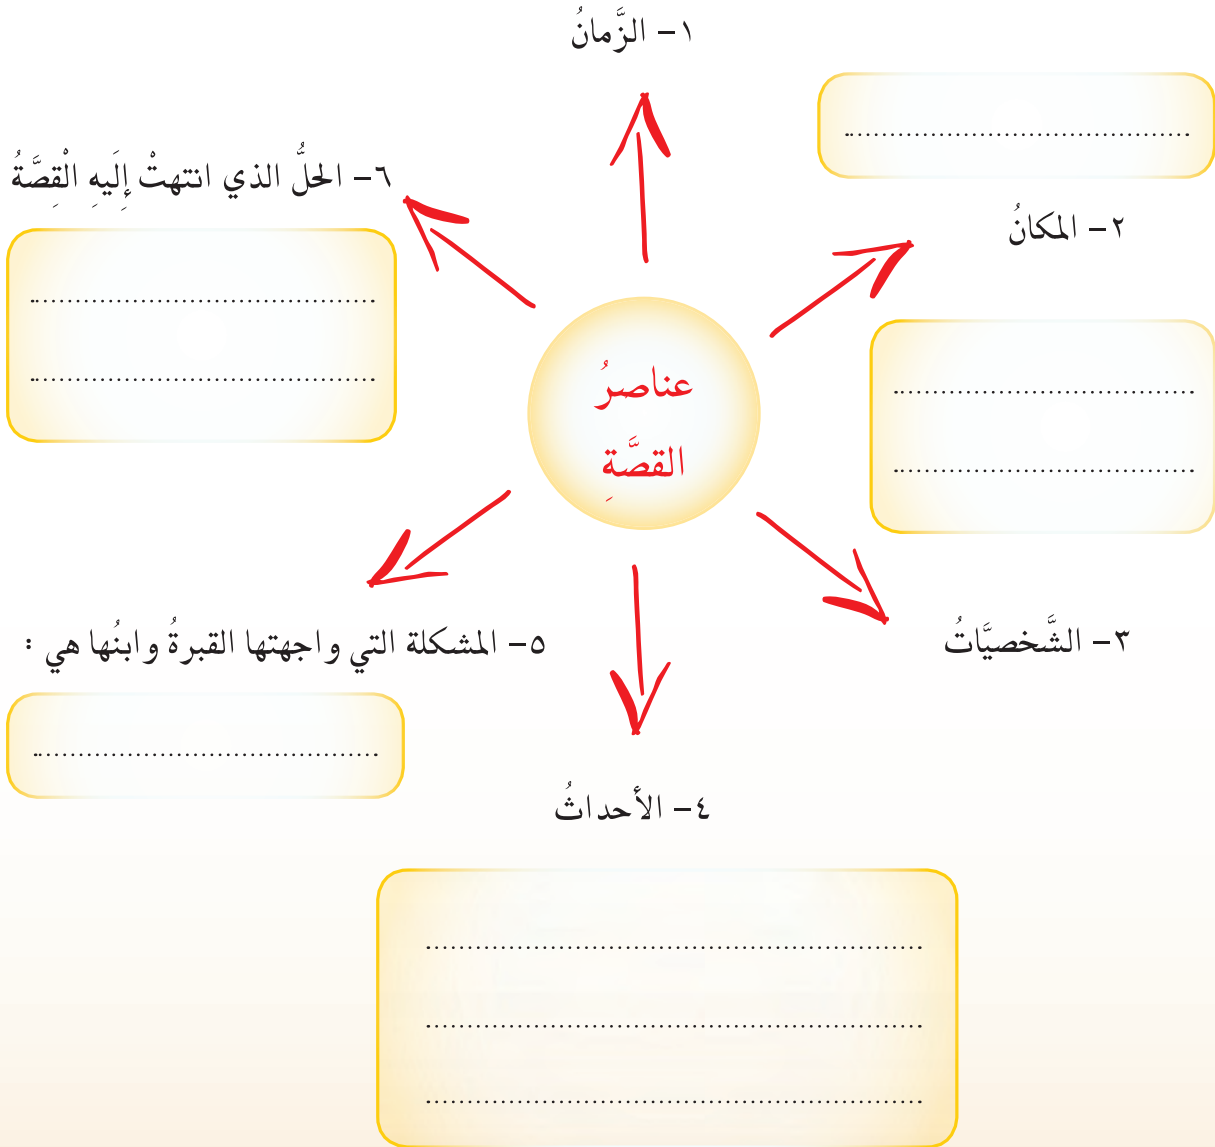 ١- الزَّمانُ
٢- المكانُ
٣- الشَّخصيَّاتُ
٤- الأحداثُ
٥- المشكلة التي واجهتها القبرةُ وابنُها هي :
٦- الحلُّ الذي انتهتْ إِلَيهِ الْقِصَّةُ
عناصرُ
القصَّةِ